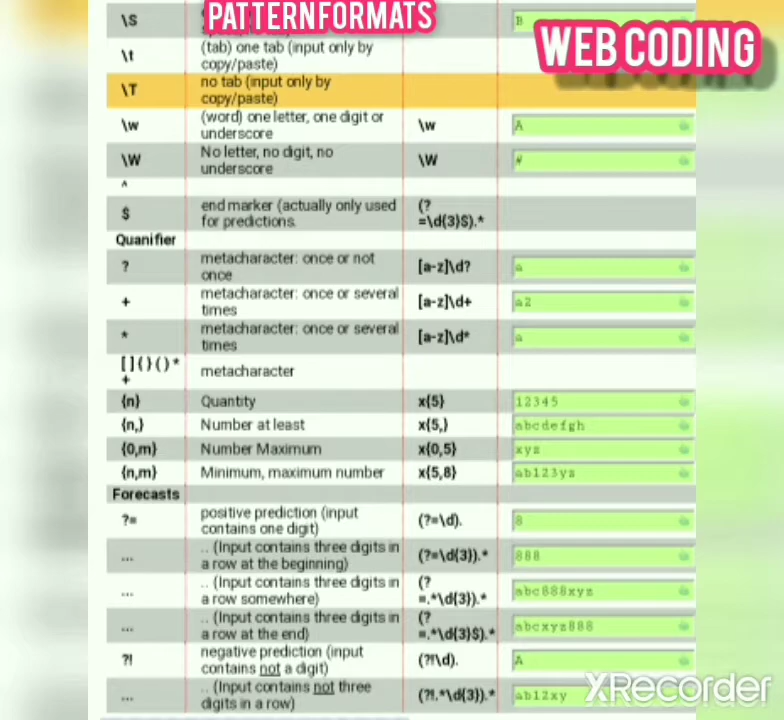 PATTERN FORMATS
WEB CODING
\S
B
\t (tab) one tab (input only by
copy/paste)
\T no tab (input only by
copy/paste)
\w (word) one letter, one digit or
underscore \w A
\W No letter, no digit, no
underscore \W #
^
$ end marker (actually only used
for predictions. (?
=\d{3}$).*
Quanifier
? metacharacter: once or not
once [a-z]\d? a
+ metacharacter: once or several
times [a-z]\d+ a2
* metacharacter: once or several
times [a-z]\d* a
[]{}()*
+ metacharacter
{n} Quantity x{5} 12345
{n,} Number at least x{5,} abcdefgh
{0,m} Number Maximum x{0,5} xyz
{n,m} Minimum, maximum number x{5,8} ab123yz
Forecasts
?= positive prediction (input
contains one digit) (?=\d). 8
... .. (Input contains three digits in
a row at the beginning) (?=\d{3}).* 888
... .. (Input contains three digits in
a row somewhere) (?
=.*\d{3}).* abc888xyz
... .. (Input contains three digits in
a row at the end) (?
=.*\d{3}$).* abcxyz888
?! negative prediction (input
contains not a digit) (?!\d). A
... .. (Input contains not three
digits in a row) (?!.*\d{3}).* ab12xy
XRecorder